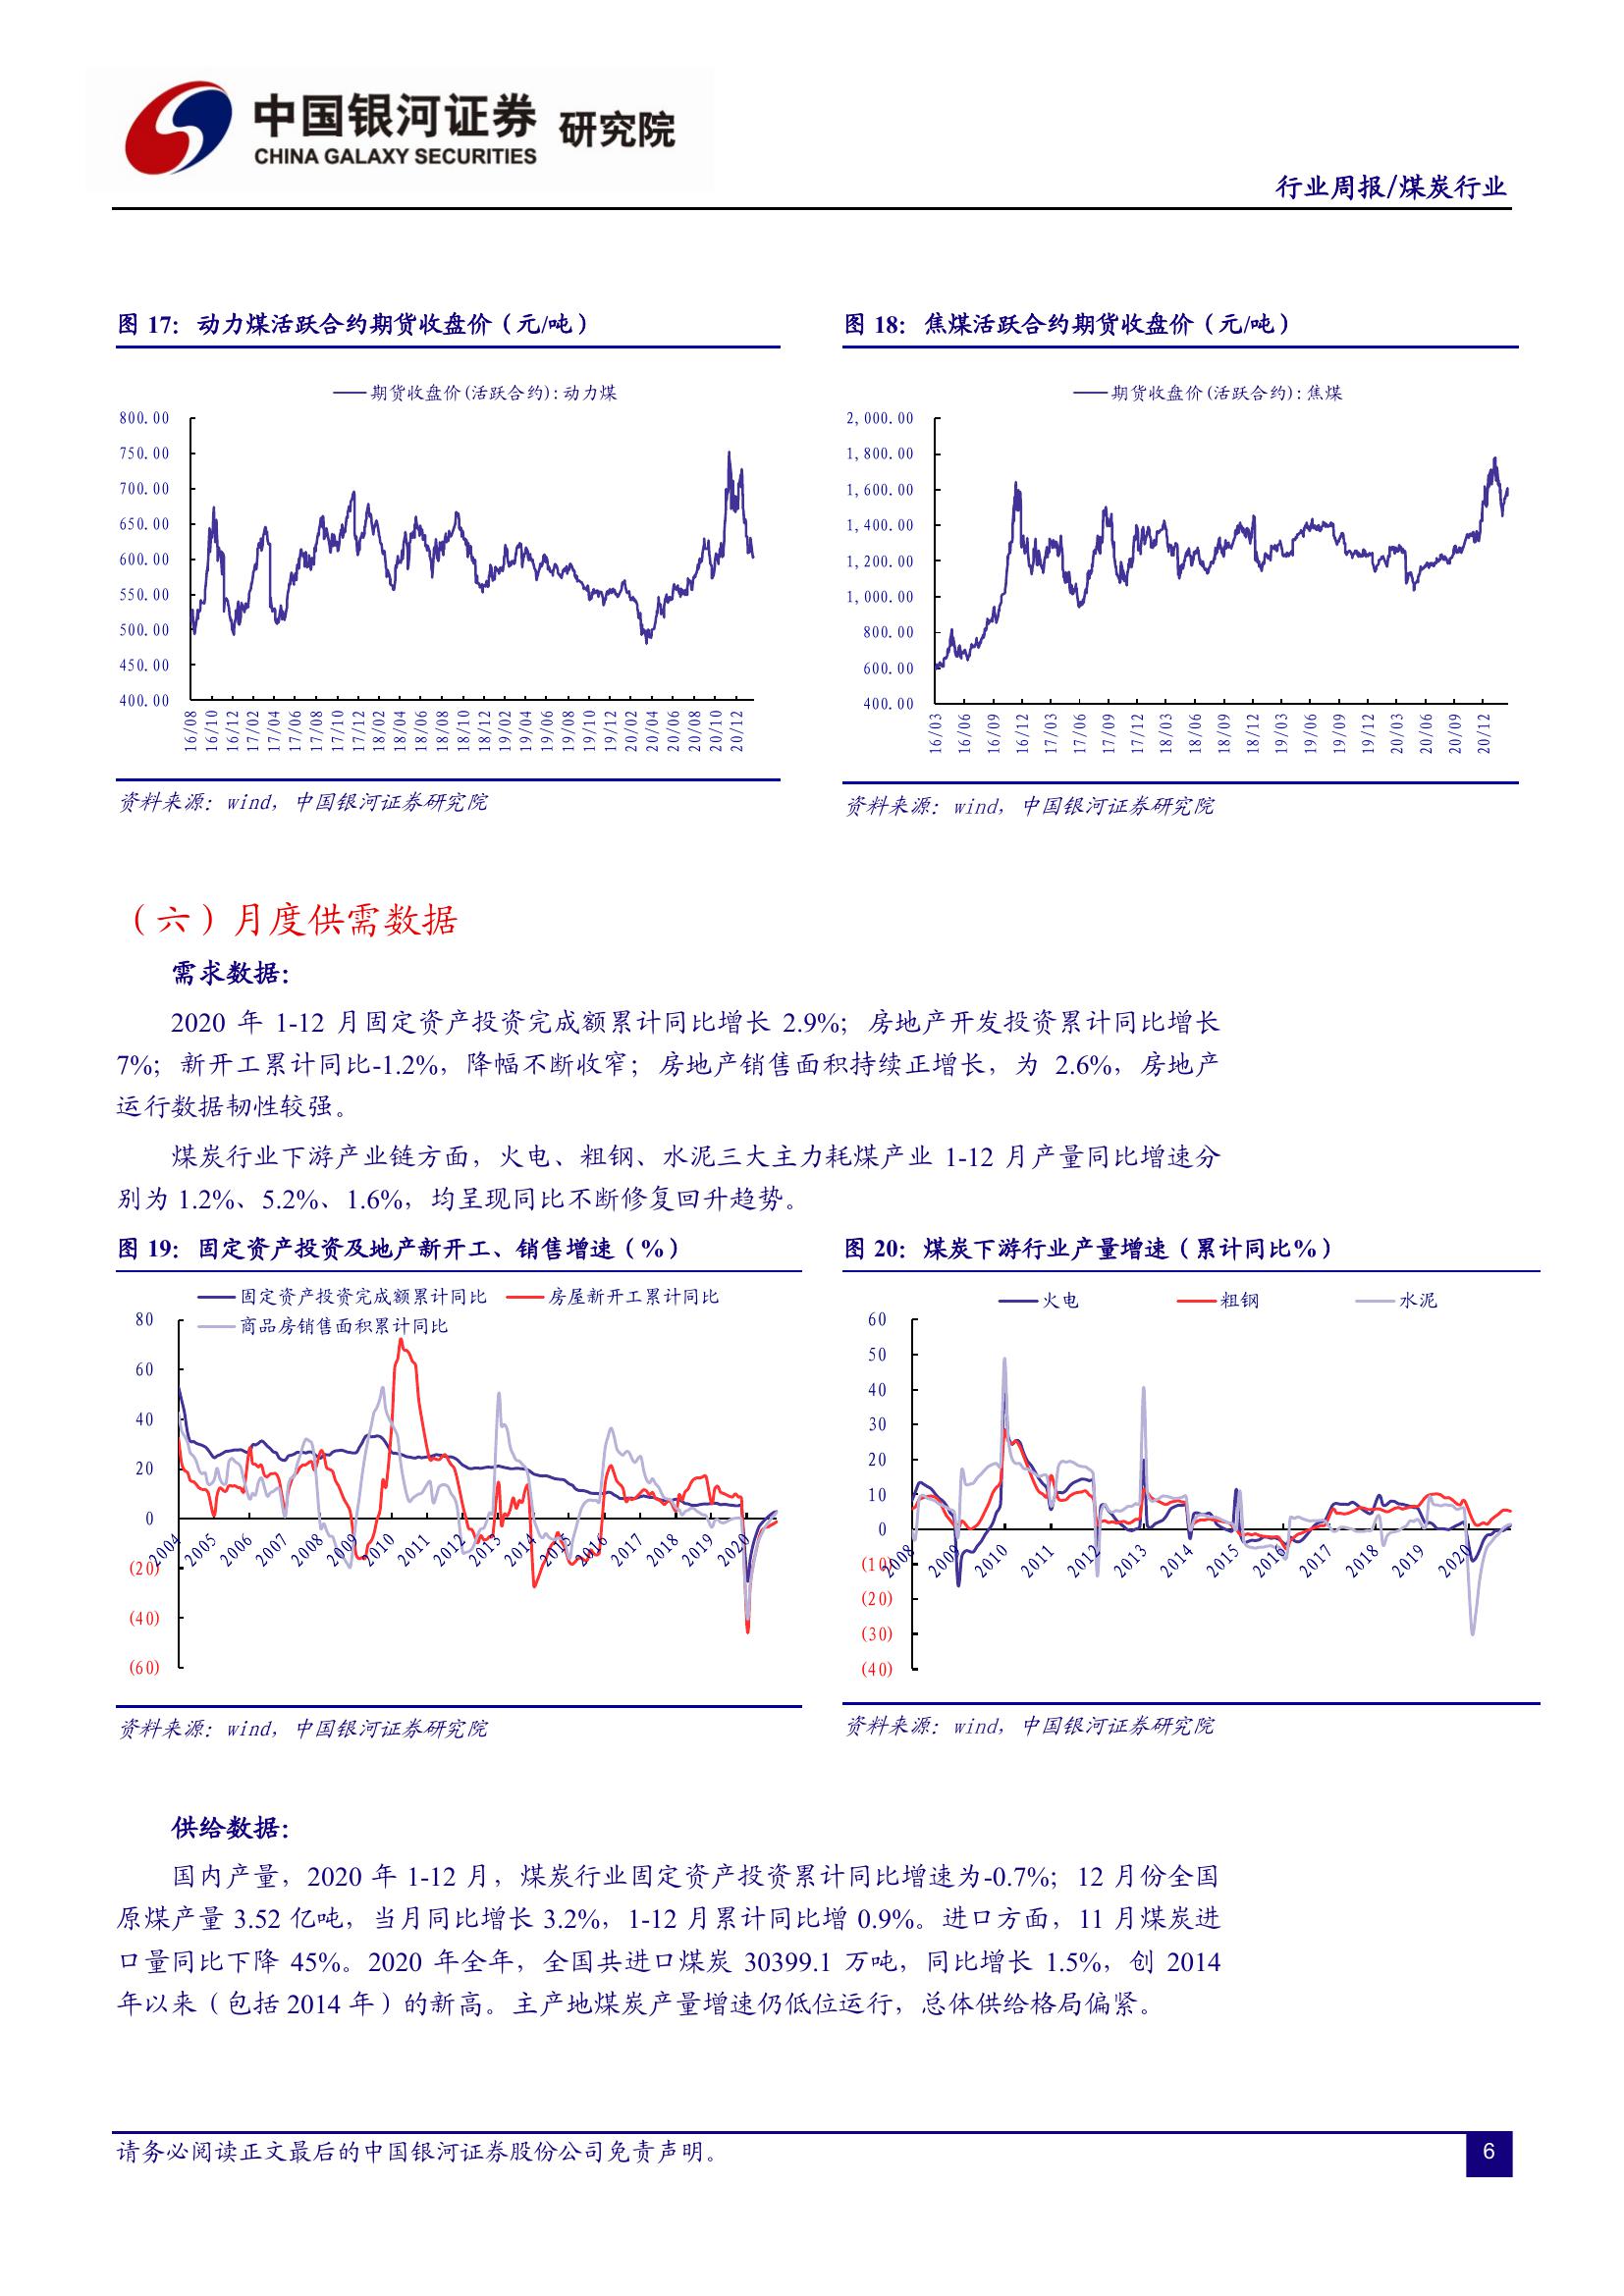 中国银河证券 研究院
CHINA GALAXY SECURITIES
行业周报/煤炭行业
图 17：动力煤活跃合约期货收盘价（元/吨）
期货收盘价(活跃合约):动力煤
800.00
750.00
700.00
650.00
600.00
550.00
500.00
450.00
400.00
16/08 16/10 16/12 17/02 17/04 17/06 17/08 17/10 17/12 18/02 18/04 18/06 18/08 18/10 18/12 19/02 19/04 19/06 19/08 19/10 19/12 20/02 20/04 20/06 20/08 20/10 20/12
资料来源：wind，中国银河证券研究院
图 18：焦煤活跃合约期货收盘价（元/吨）
期货收盘价(活跃合约):焦煤
2,000.00
1,800.00
1,600.00
1,400.00
1,200.00
1,000.00
800.00
600.00
400.00
16/03 16/06 16/09 16/12 17/03 17/06 17/09 17/12 18/03 18/06 18/09 18/12 19/03 19/06 19/09 19/12 20/03 20/06 20/09 20/12
资料来源：wind，中国银河证券研究院
（六）月度供需数据
需求数据：
2020 年 1-12 月固定资产投资完成额累计同比增长 2.9%；房地产开发投资累计同比增长
7%；新开工累计同比-1.2%，降幅不断收窄；房地产销售面积持续正增长，为 2.6%，房地产
运行数据韧性较强。
煤炭行业下游产业链方面，火电、粗钢、水泥三大主力耗煤产业 1-12 月产量同比增速分
别为 1.2%、5.2%、1.6%，均呈现同比不断修复回升趋势。
图 19：固定资产投资及地产新开工、销售增速（%）
固定资产投资完成额累计同比 房屋新开工累计同比
商品房销售面积累计同比
80
60
40
20
0
(20)
(40)
(60)
2004 2005 2006 2007 2008 2009 2010 2011 2012 2013 2014 2015 2016 2017 2018 2019 2020
资料来源：wind，中国银河证券研究院
图 20：煤炭下游行业产量增速（累计同比%）
火电 粗钢 水泥
60
50
40
30
20
10
0
(10)
(20)
(30)
(40)
2008 2009 2010 2011 2012 2013 2014 2015 2016 2017 2018 2019 2020
资料来源：wind，中国银河证券研究院
供给数据：
国内产量，2020 年 1-12 月，煤炭行业固定资产投资累计同比增速为-0.7%；12 月份全国
原煤产量 3.52 亿吨，当月同比增长 3.2%，1-12 月累计同比增 0.9%。进口方面，11 月煤炭进
口量同比下降 45%。2020 年全年，全国共进口煤炭 30399.1 万吨，同比增长 1.5%，创 2014
年以来（包括 2014 年）的新高。主产地煤炭产量增速仍低位运行，总体供给格局偏紧。
请务必阅读正文最后的中国银河证券股份公司免责声明。
6